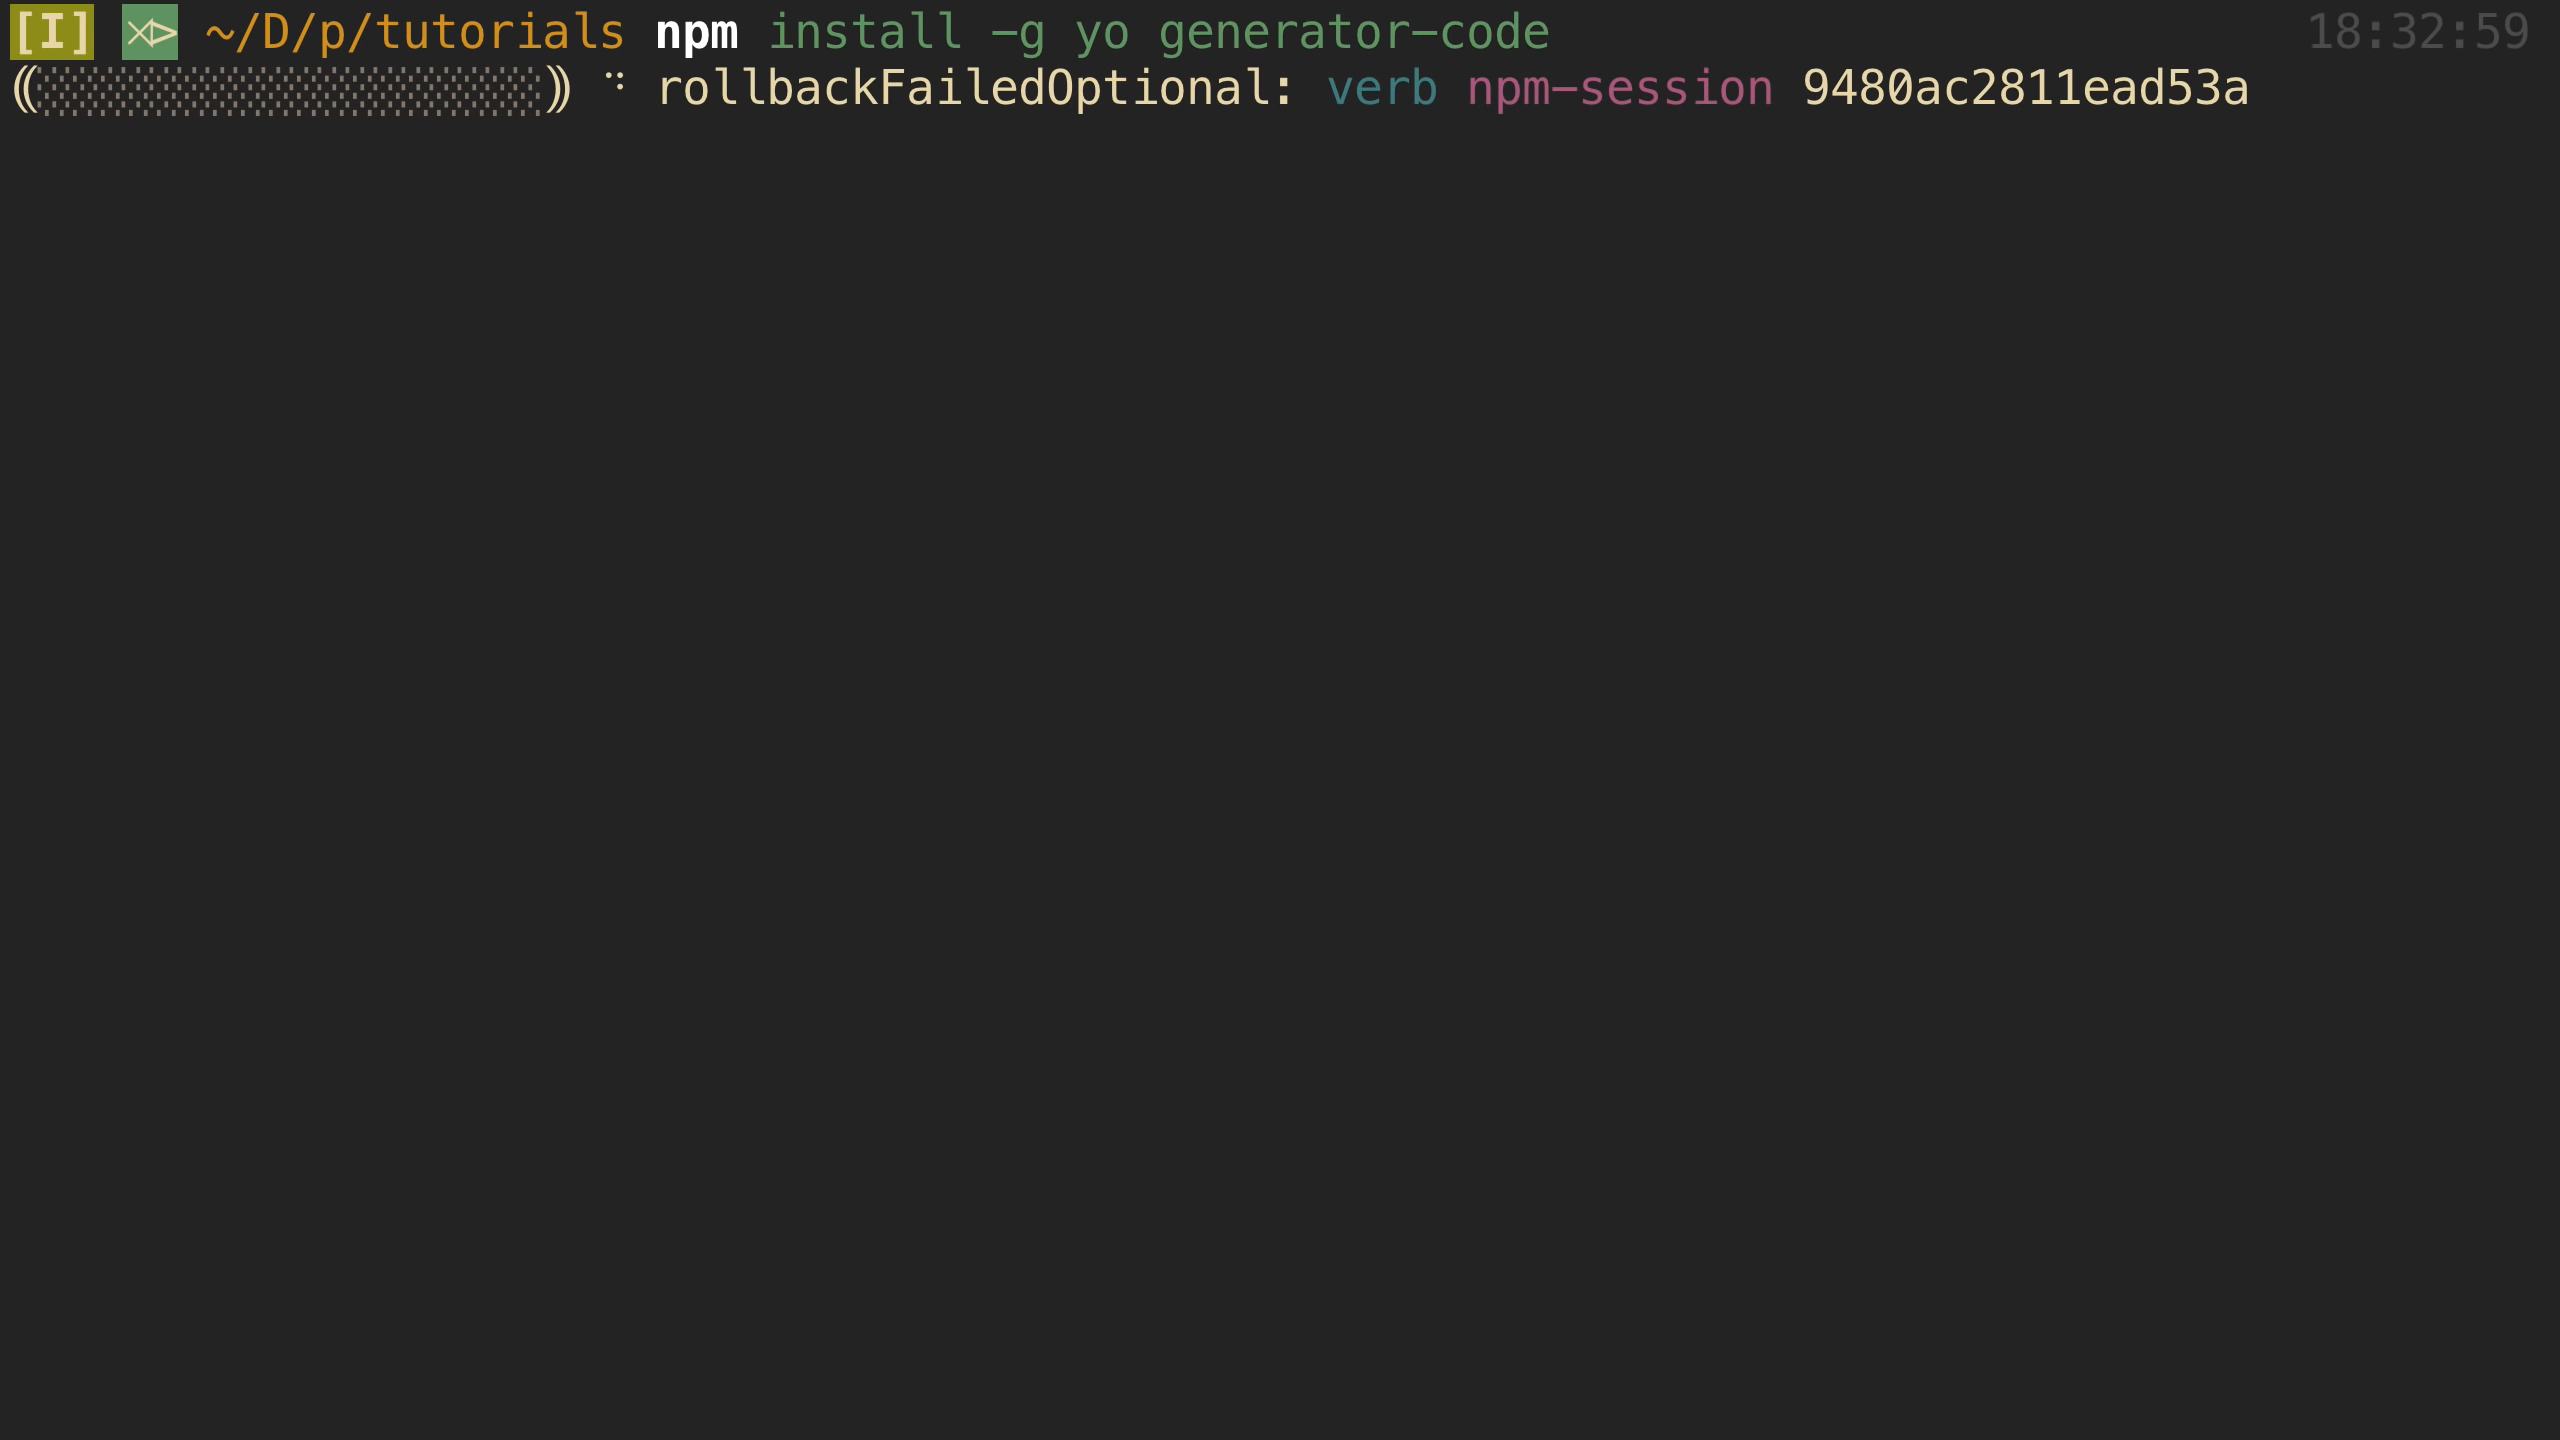 [I] ⋊> ~/D/p/tutorials npm install -g yo generator-code 18:32:59
⸨░░░░░░░░░░░░░░░░░░⸩ ⠙ rollbackFailedOptional: verb npm-session 9480ac2811ead53a